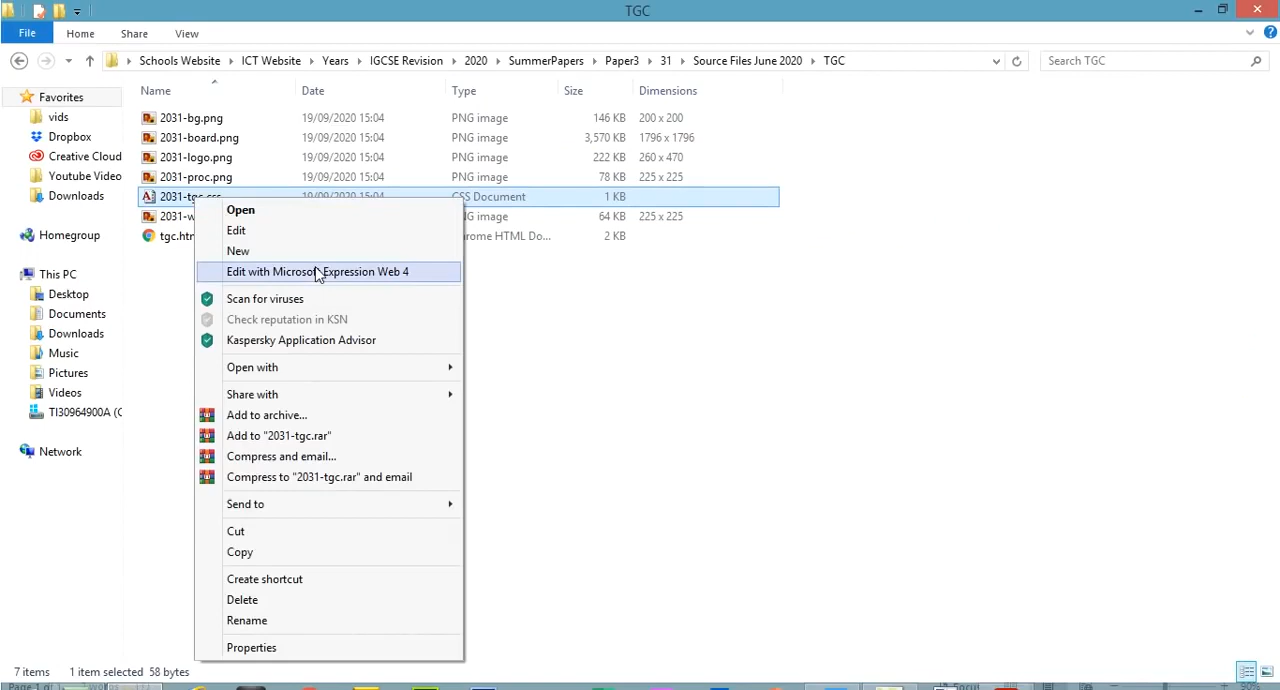 TGC
File Home Share View
Schools Website ICT Website Years IGCSE Revision 2020 SummerPapers Paper3 31 Source Files June 2020 TGC Search TGC
Name Date Type Size Dimensions
Favorites
vids
Dropbox
Creative Cloud
Youtube Video
Downloads
Homegroup
This PC
Desktop
Documents
Downloads
Music
Pictures
Videos
TI30964900A (C
Network
2031-bg.png 19/09/2020 15:04 PNG image 146 KB 200 x 200
2031-board.png 19/09/2020 15:04 PNG image 3,570 KB 1796 x 1796
2031-logo.png 19/09/2020 15:04 PNG image 222 KB 260 x 470
2031-proc.png 19/09/2020 15:04 PNG image 78 KB 225 x 225
2031-tgc.css 19/09/2020 15:04 CSS Document 1 KB
2031-w NG image 64 KB 225 x 225
tgc.htn hrome HTML Do... 2 KB
Open
Edit
New
Edit with Microsoft Expression Web 4
Scan for viruses
Check reputation in KSN
Kaspersky Application Advisor
Open with
Share with
Add to archive...
Add to "2031-tgc.rar"
Compress and email...
Compress to "2031-tgc.rar" and email
Send to
Cut
Copy
Create shortcut
Delete
Rename
Properties
7 items 1 item selected 58 bytes